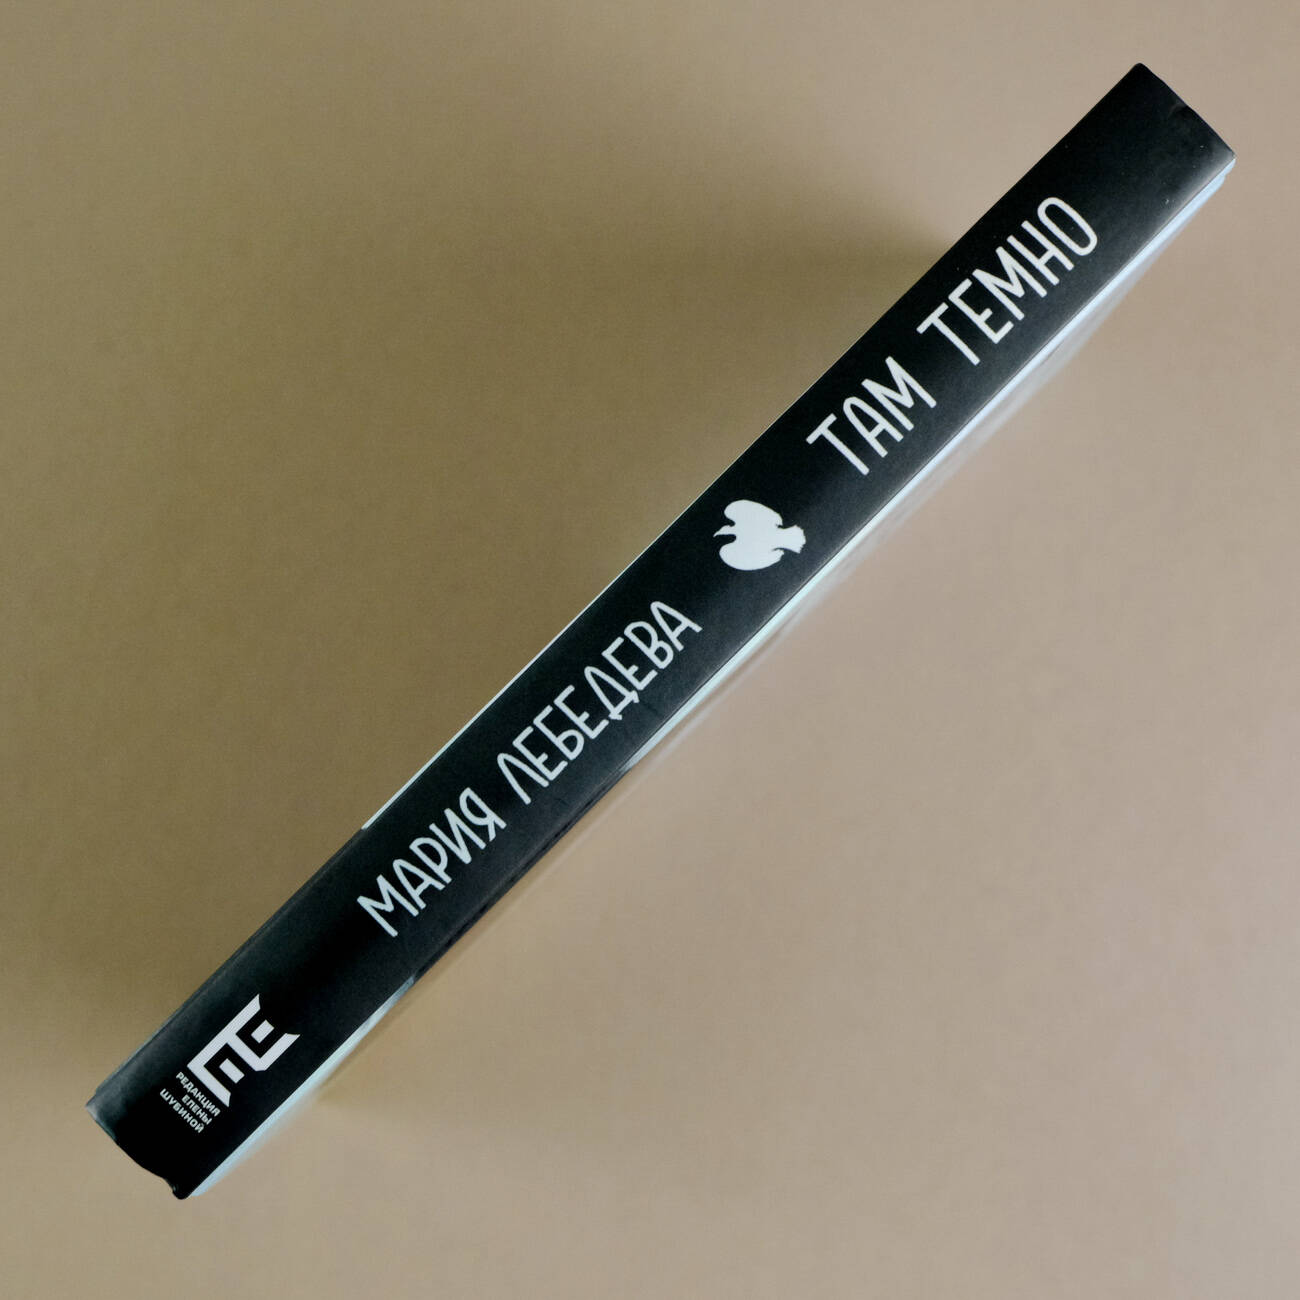 МАРИЯ ЛЕБЕДЕВА
ТАМ ТЕМНО
РЕДАКЦИЯ
ЕЛЕНЫ
ШУБИНОЙ